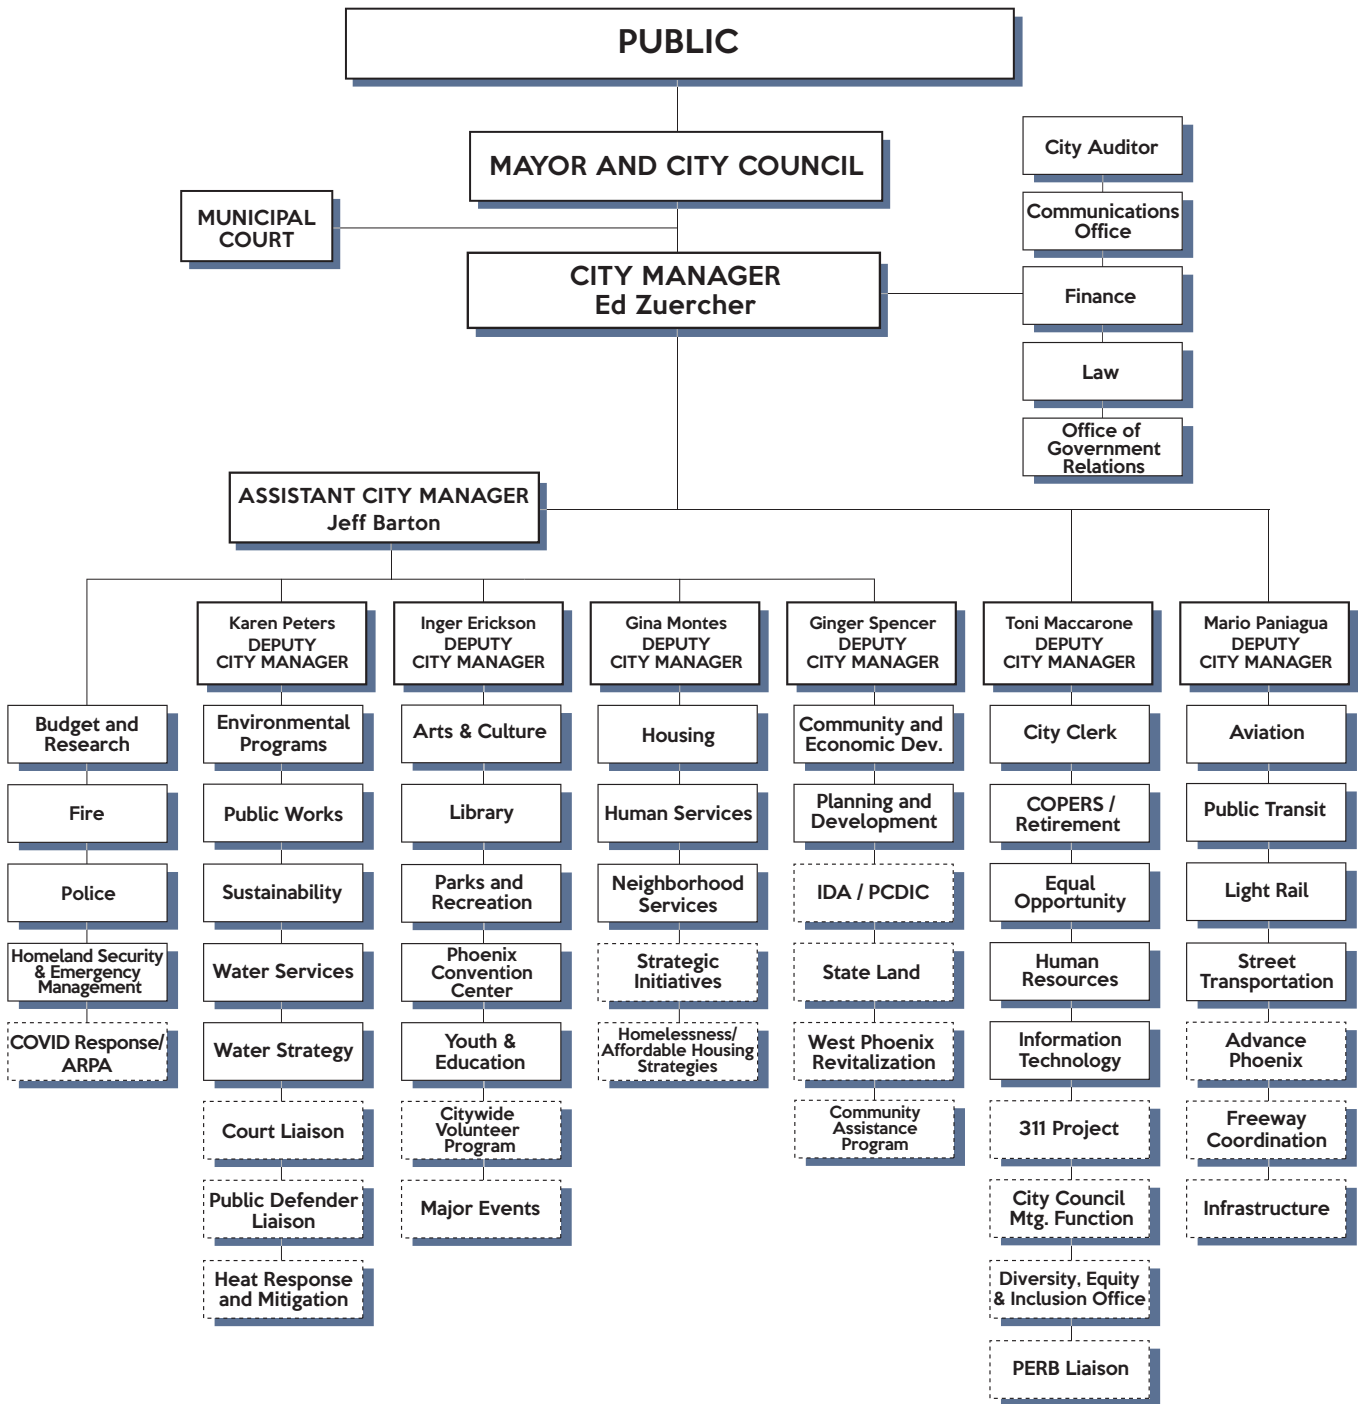 PUBLIC
MAYOR AND CITY COUNCIL
MUNICIPAL
COURT
CITY MANAGER
Ed Zuercher
City Auditor
Communications
Office
Finance
Law
Office of
Government
Relations
ASSISTANT CITY MANAGER
Jeff Barton
Budget and
Research
Fire
Police
Homeland Security
& Emergency
Management
COVID Response/
ARPA
Karen Peters
DEPUTY
CITY MANAGER
Environmental
Programs
Public Works
Sustainability
Water Services
Water Strategy
Court Liaison
Public Defender
Liaison
Heat Response
and Mitigation
Inger Erickson
DEPUTY
CITY MANAGER
Arts & Culture
Library
Parks and
Recreation
Phoenix
Convention
Center
Youth &
Education
Citywide
Volunteer
Program
Major Events
Gina Montes
DEPUTY
CITY MANAGER
Housing
Human Services
Neighborhood
Services
Strategic
Initiatives
Homelessness/
Affordable Housing
Strategies
Ginger Spencer
DEPUTY
CITY MANAGER
Community and
Economic Dev.
Planning and
Development
IDA / PCDIC
State Land
West Phoenix
Revitalization
Community
Assistance
Program
Toni Maccarone
DEPUTY
CITY MANAGER
City Clerk
COPERS /
Retirement
Equal
Opportunity
Human
Resources
Information
Technology
311 Project
City Council
Mtg. Function
Diversity, Equity
& Inclusion Office
PERB Liaison
Mario Paniagua
DEPUTY
CITY MANAGER
Aviation
Public Transit
Light Rail
Street
Transportation
Advance
Phoenix
Freeway
Coordination
Infrastructure